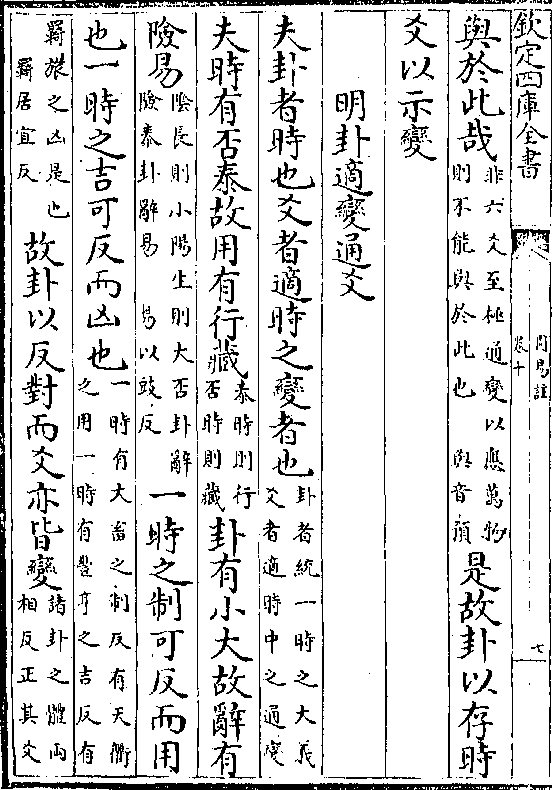 欽定四庫全書
周易註
卷十
七
與於此哉非六爻至極通變以應萬物則不能與於此也 與音預是故卦以存時
爻以示變
明卦適變通爻
夫卦者時也爻者適時之變者也卦者統一時之大義爻者適時中之通變
夫時有否泰故用有行藏泰時則行否時則藏卦有小大故辭有
險易陰長則小陽生則大否卦辭險泰卦辭易 易以豉反一時之制可反而用
也一時之吉可反而凶也一時有大畜之制反有天衢之用一時有豐亨之吉反有
羇旅之凶是也羇居宜反故卦以反對而爻亦皆變諸卦之體兩相反正其爻